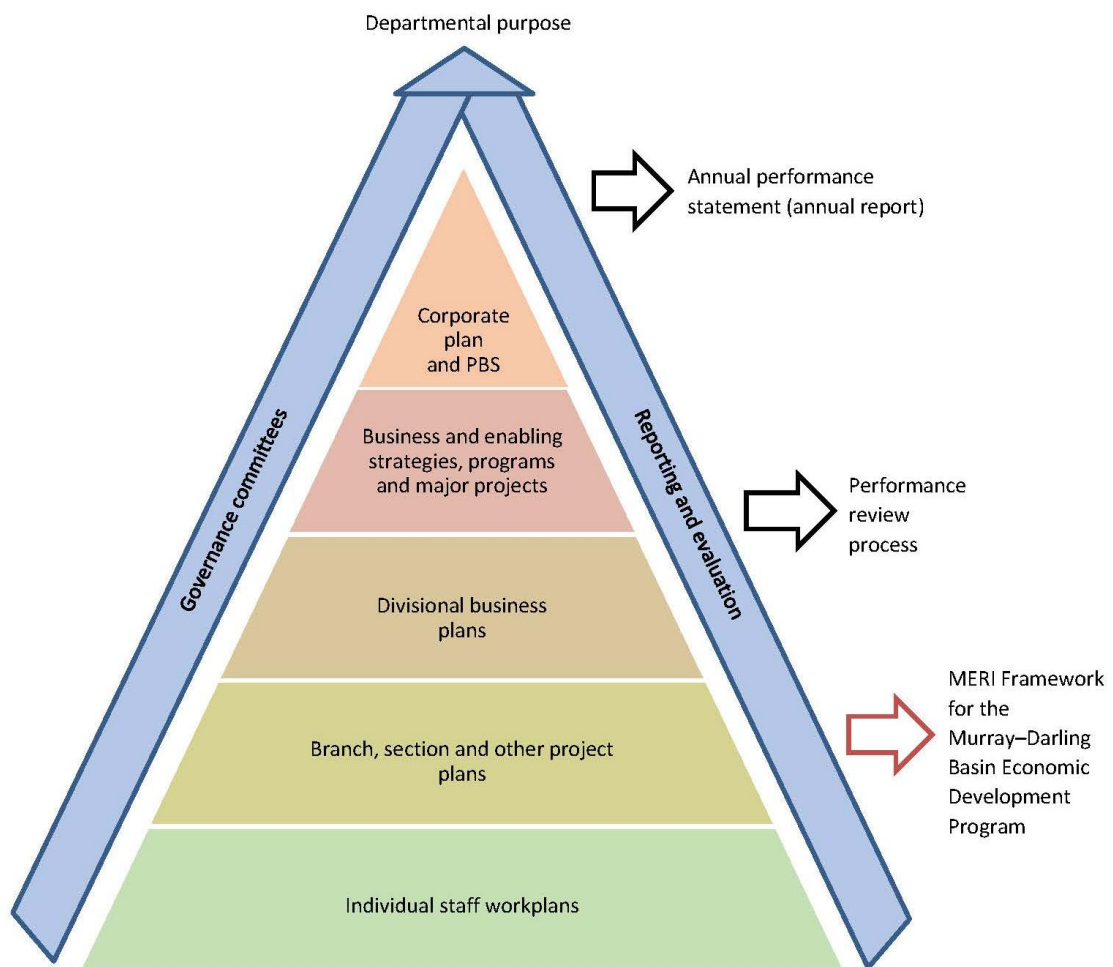 Departmental purpose
Annual performance
statement (annual report)
Corporate
plan
and PBS
Governance committees
Reporting and evaluation
Business and enabling
strategies, programs
and major projects
Performance
review
process
Divisional business
plans
MERI Framework
for the
Murray–Darling
Basin Economic
Development
Program
Branch, section and other project
plans
Individual staff workplans